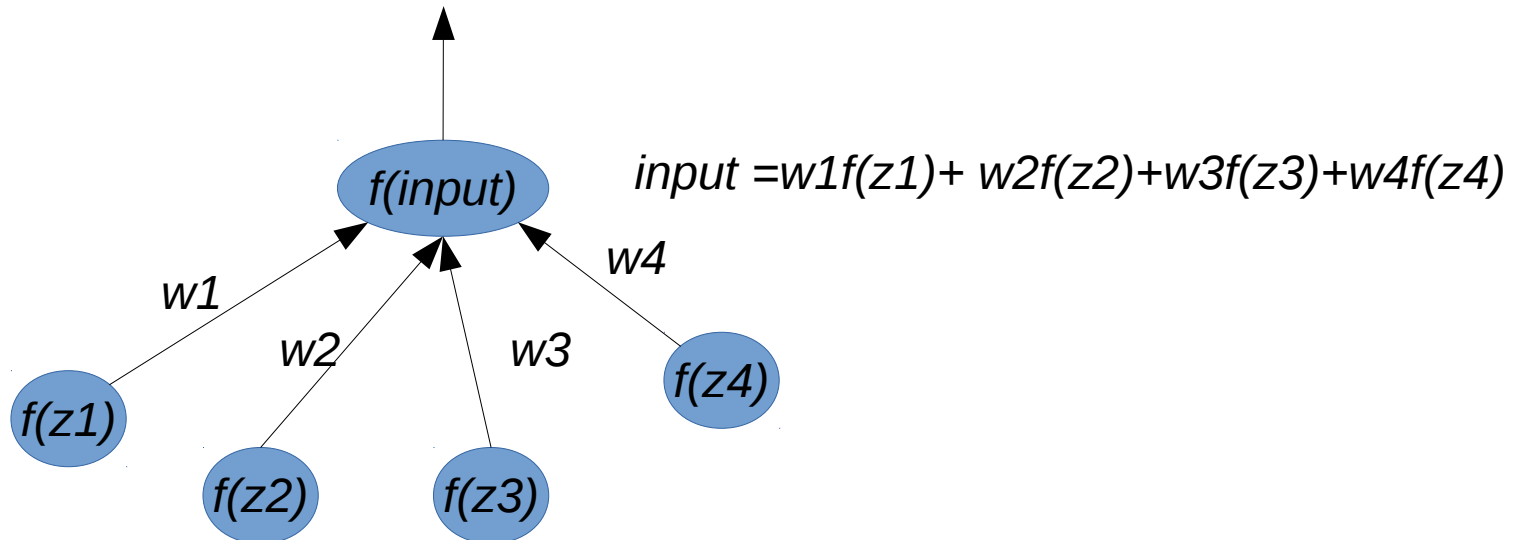 f(input)
input =w1f(z1)+ w2f(z2)+w3f(z3)+w4f(z4)
w4
w1
w2
w3
f(z4)
f(z1)
f(z2)
f(z3)